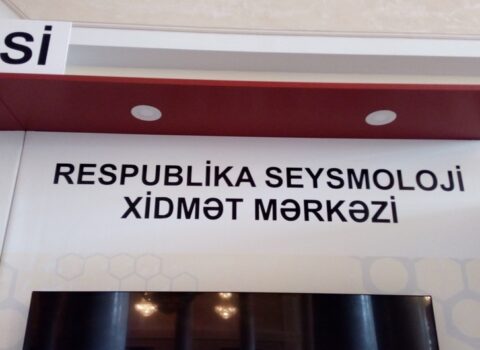 Sİ
RESPUBLİKA SEYSMOLOJİ
XİDMƏT MƏRKƏZİ